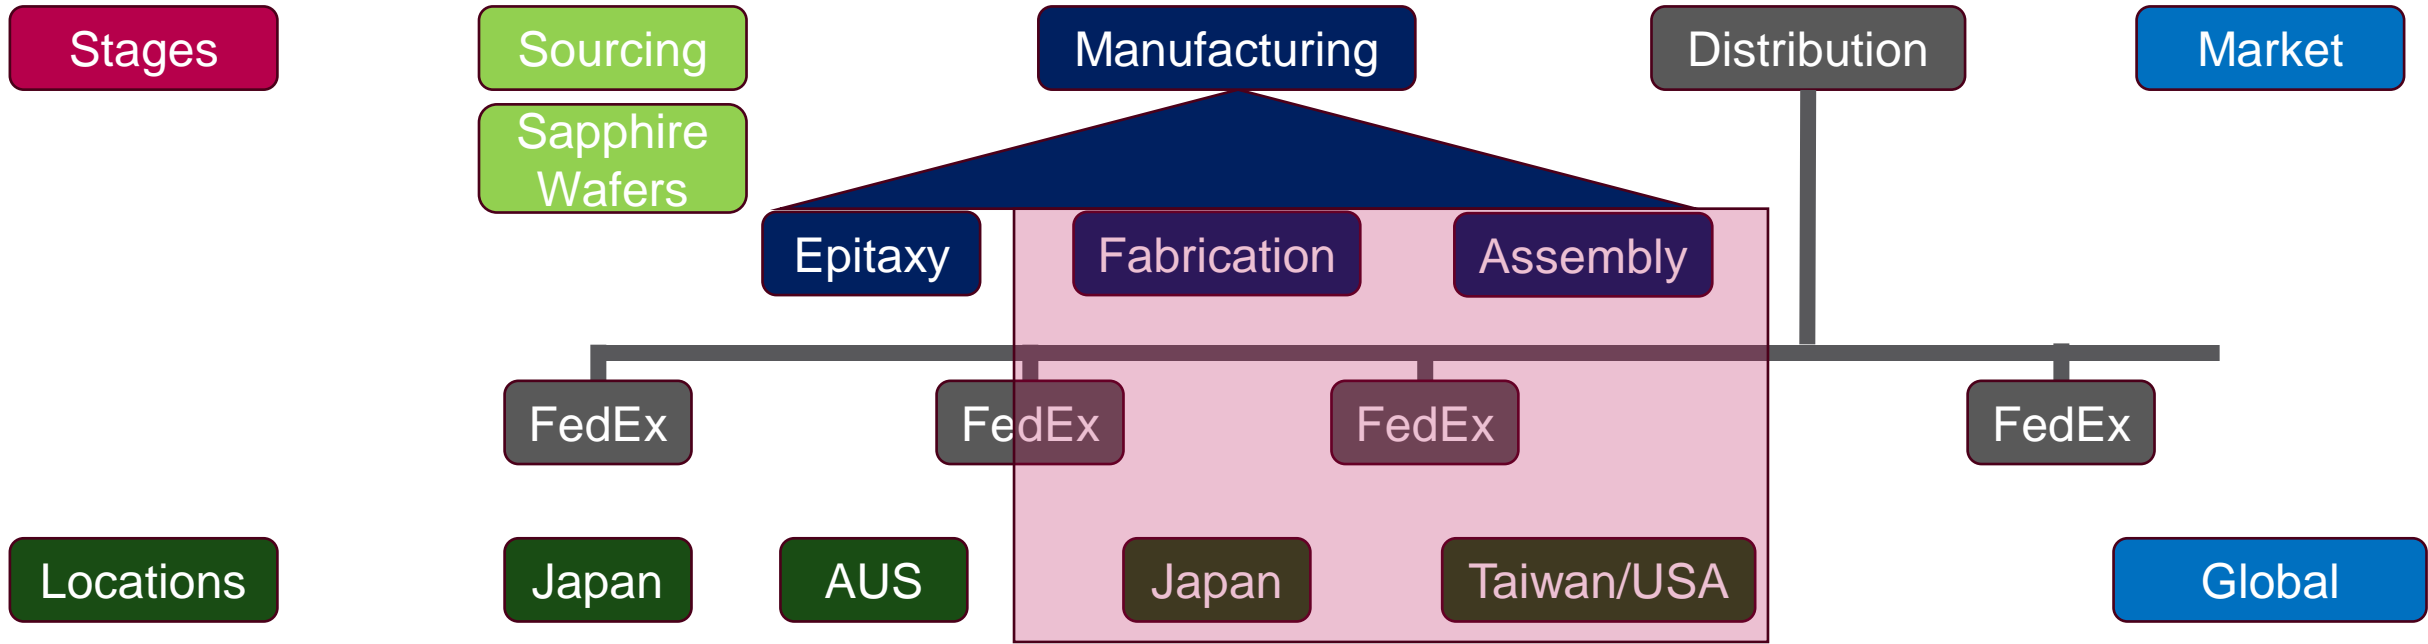 Stages
Sourcing
Manufacturing
Distribution
Market
Sapphire
Wafers
Epitaxy
Fabrication
Assembly
FedEx
FedEx
FedEx
FedEx
Locations
Japan
AUS
Japan
Taiwan/USA
Global